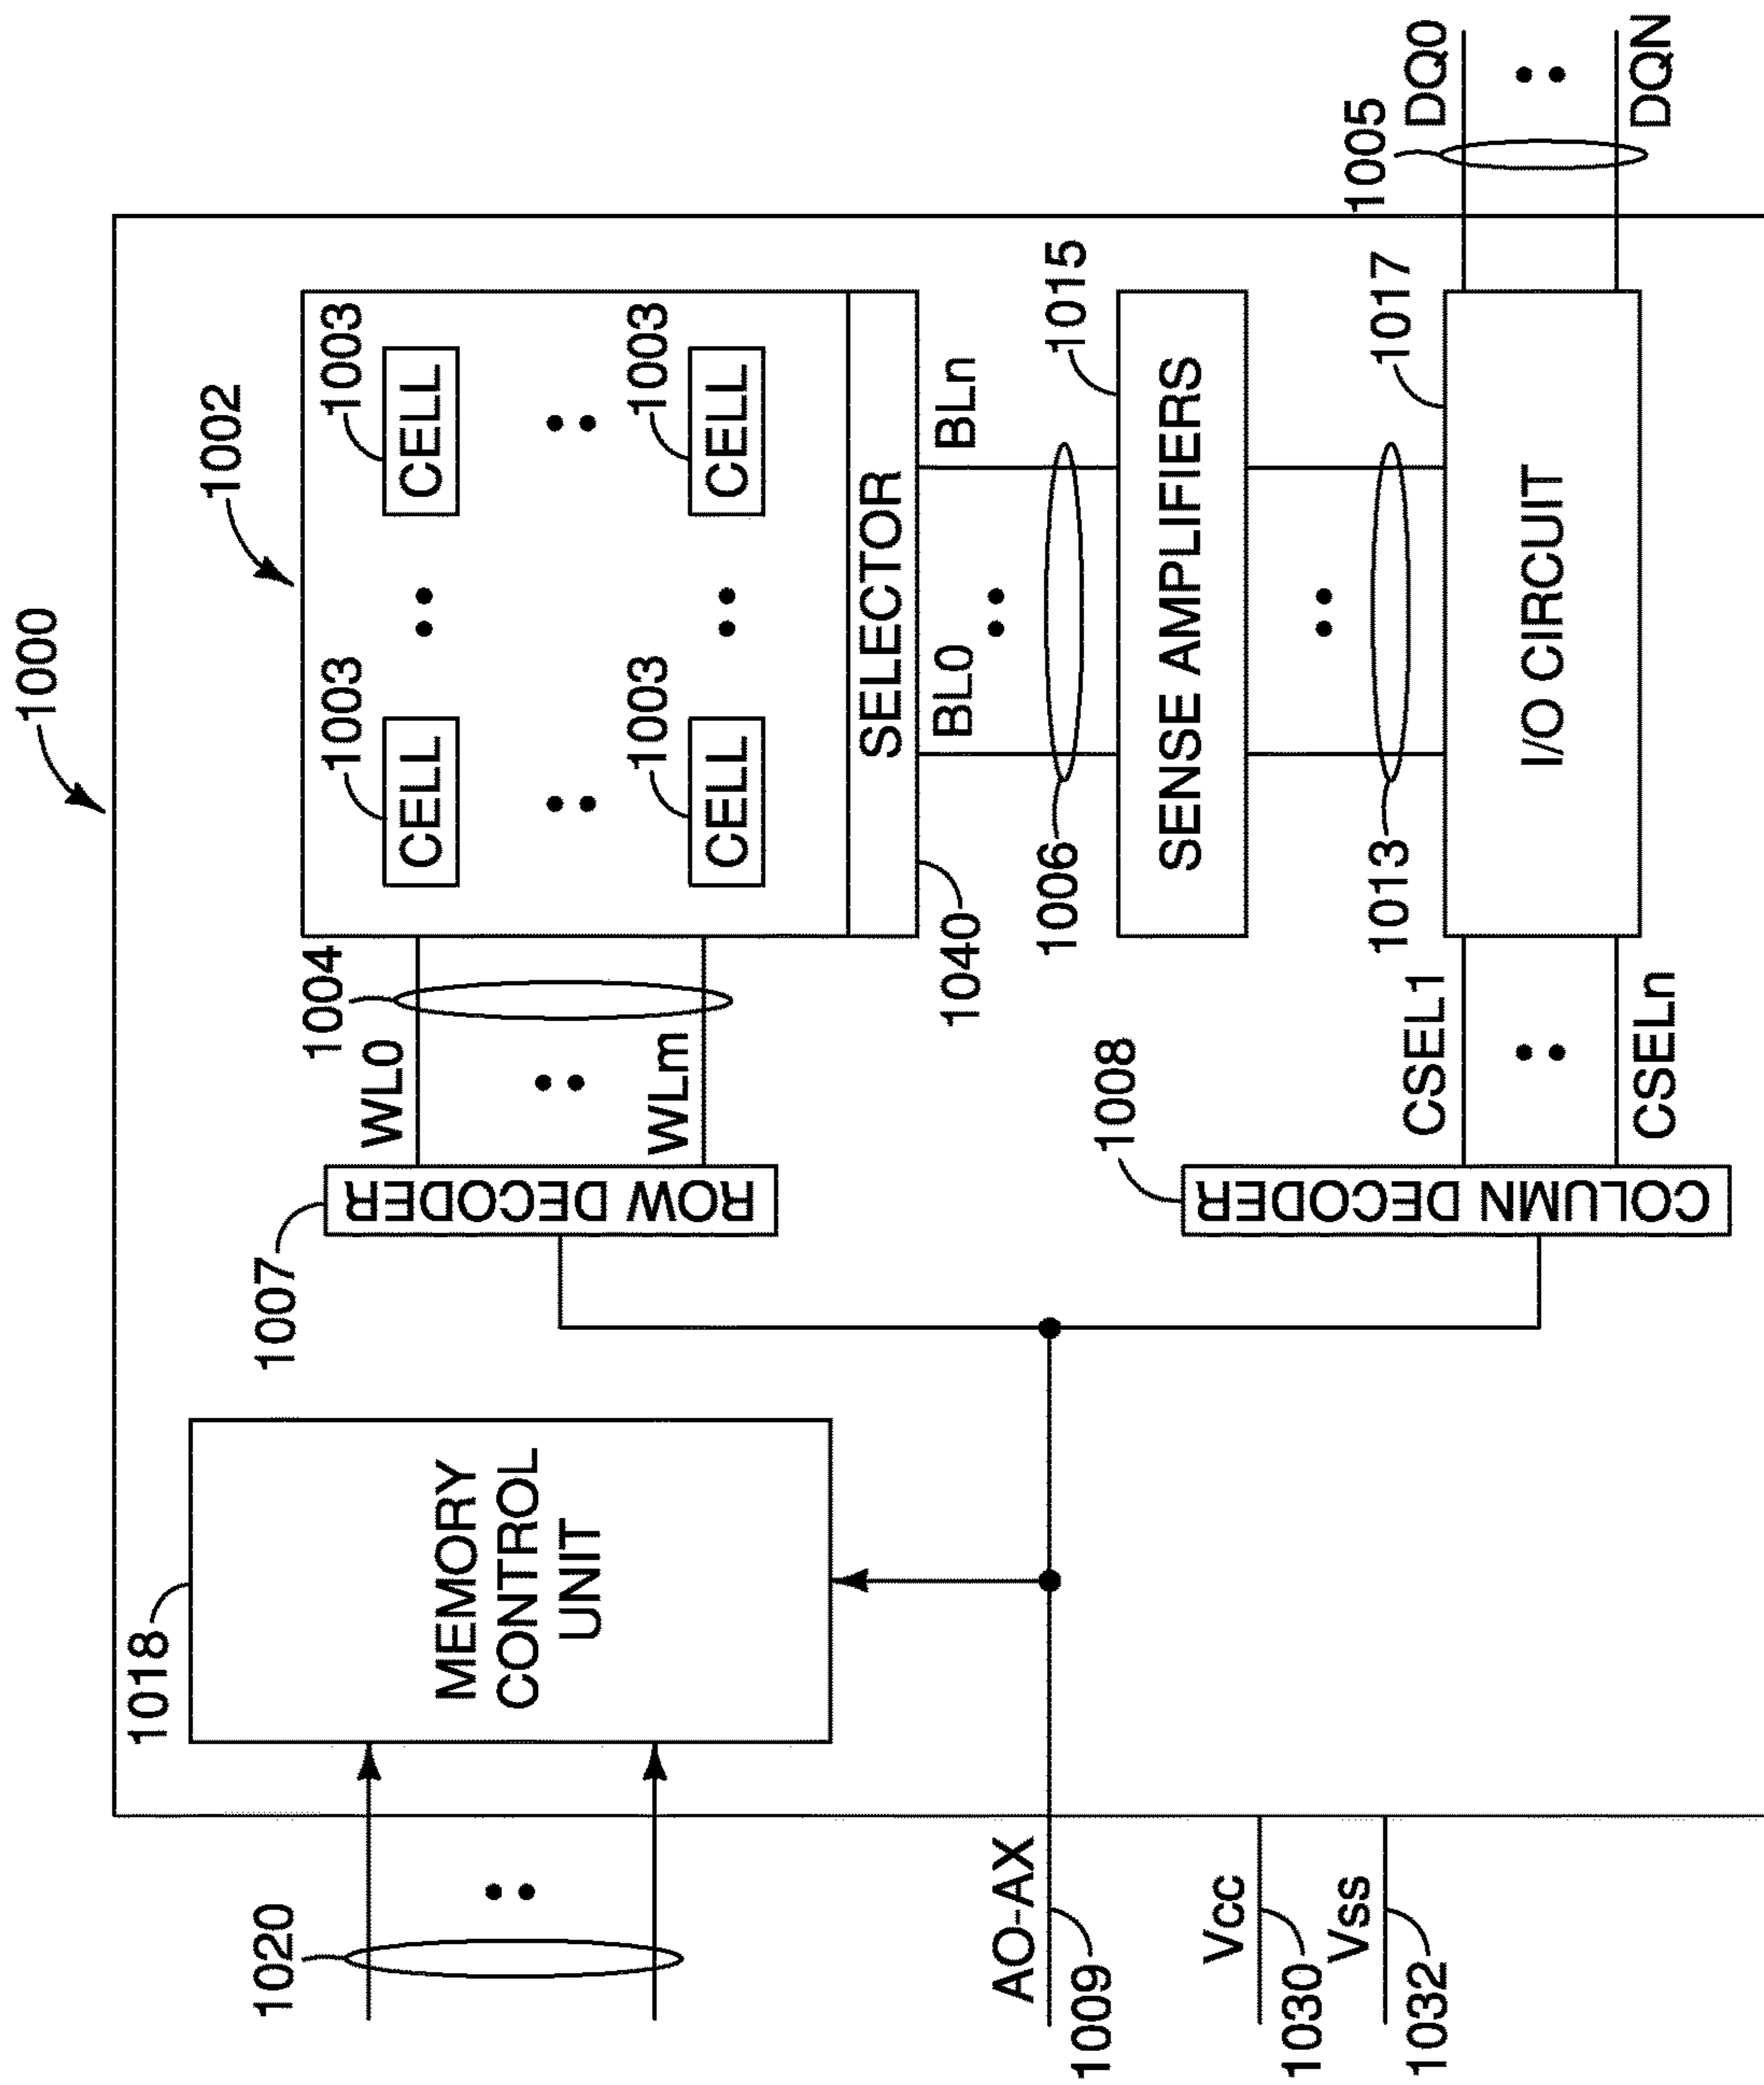 1000
1002
1003
CELL
1003
CELL
1003
CELL
1003
CELL
SELECTOR
1040
1004
WL0
WLm
1007
ROW DECODER
1018
MEMORY
CONTROL
UNIT
1020
BL0
BLn
1006
1015
SENSE AMPLIFIERS
1013
1017
I/O CIRCUIT
1008
COLUMN DECODER
CSEL1
CSELn
1005
DQ0
DQN
AO-AX
1009
Vcc
1030
Vss
1032